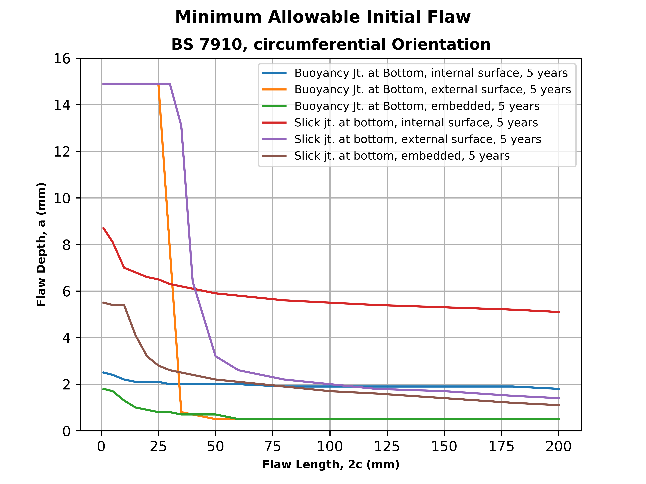 Minimum Allowable Initial Flaw
BS 7910, circumferential Orientation
Buoyancy Jt. at Bottom, internal surface, 5 years
Buoyancy Jt. at Bottom, external surface, 5 years
Buoyancy Jt. at Bottom, embedded, 5 years
Slick jt. at bottom, internal surface, 5 years
Slick jt. at bottom, external surface, 5 years
Slick jt. at bottom, embedded, 5 years
Flaw Depth, a (mm)
16
14
12
10
8
6
4
2
0
0 25 50 75 100 125 150 175 200
Flaw Length, 2c (mm)